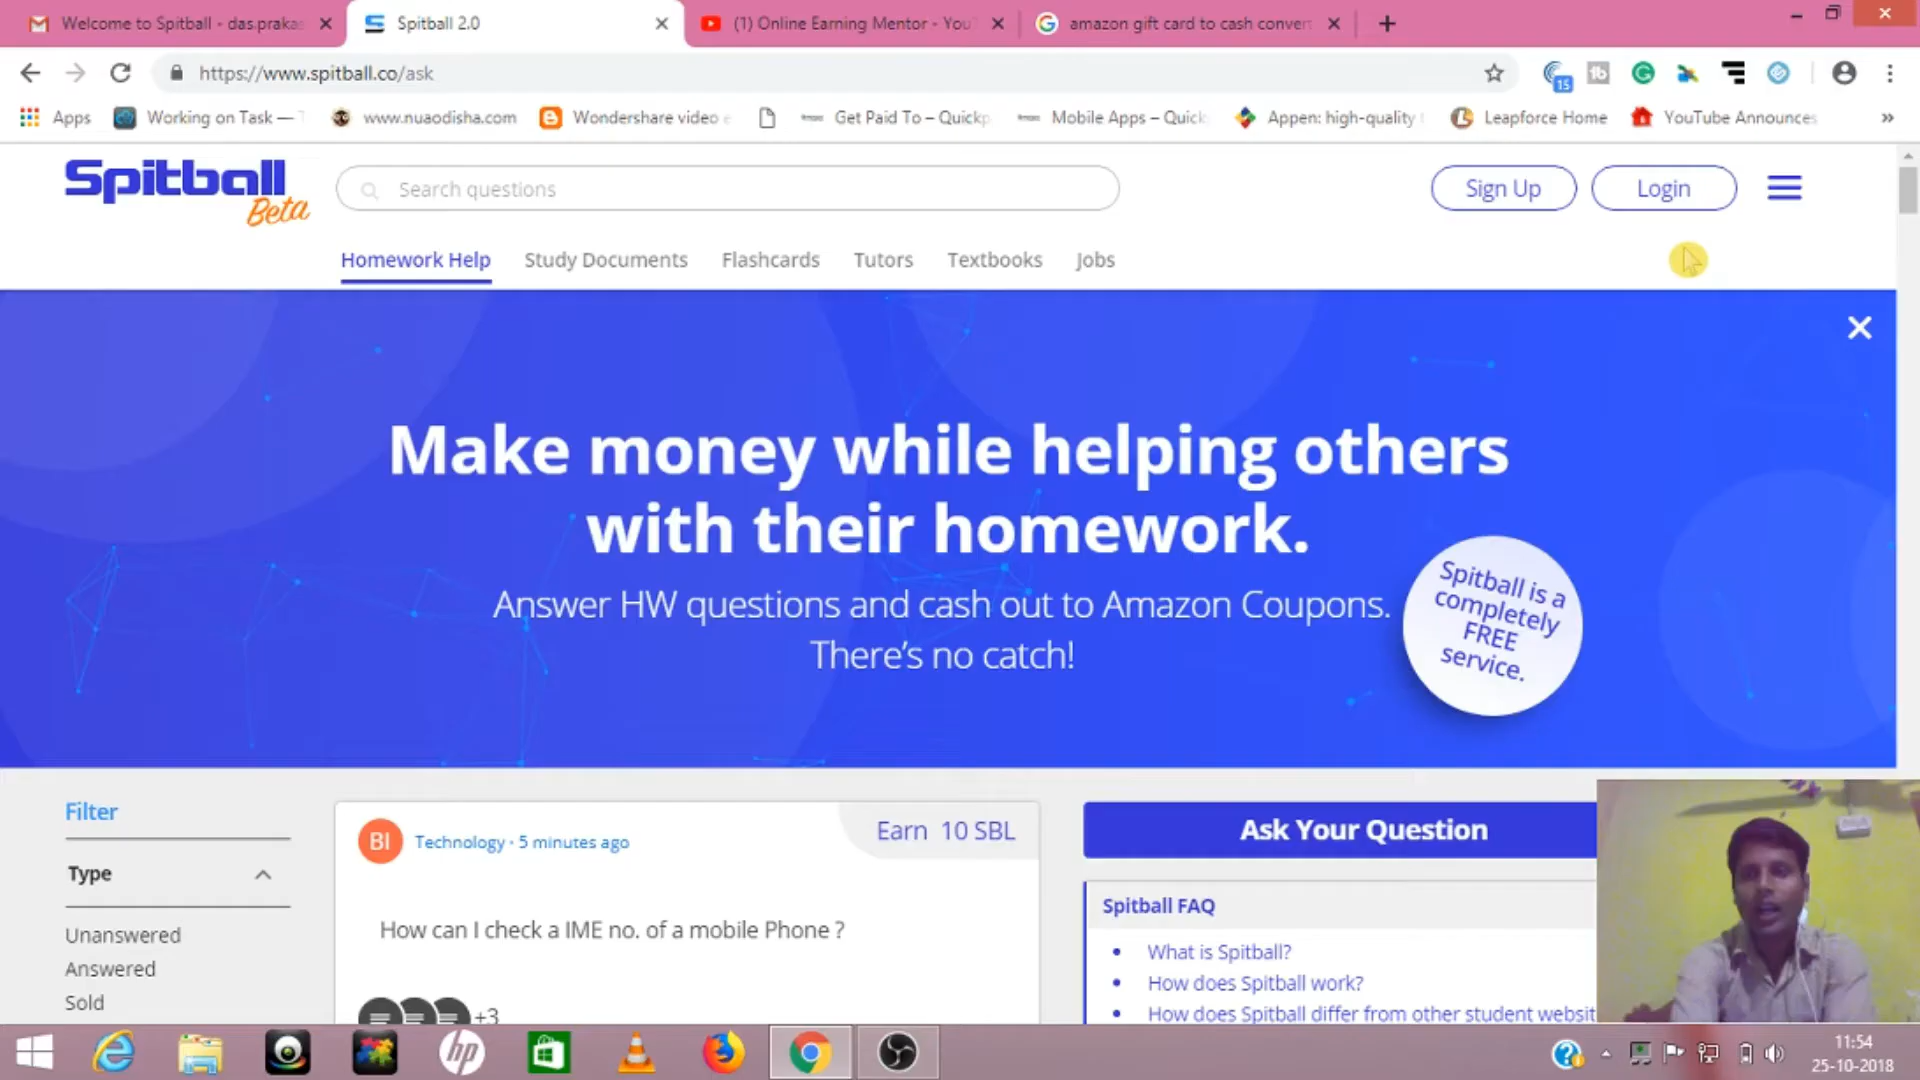 Welcome to Spitball - das.praka
Spitball 2.0
(1) Online Earning Mentor - You
amazon gift card to cash convert
https://www.spitball.co/ask
15
Apps
Working on Task —
www.nuaodisha.com
Wondershare video e
Get Paid To – Quickp
Mobile Apps – Quick
Appen: high-quality
Leapforce Home
YouTube Announces
»
Spitball
Beta
Search questions
Sign Up
Login
Homework Help
Study Documents
Flashcards
Tutors
Textbooks
Jobs
Make money while helping others
with their homework.
Answer HW questions and cash out to Amazon Coupons.
There's no catch!
Spitball is a
completely
FREE
service.
Filter
Type
Unanswered
Answered
Sold
BI
Technology · 5 minutes ago
Earn 10 SBL
How can I check a IME no. of a mobile Phone ?
+3
Ask Your Question
Spitball FAQ
• What is Spitball?
• How does Spitball work?
• How does Spitball differ from other student websit
hp
11:54
25-10-2018